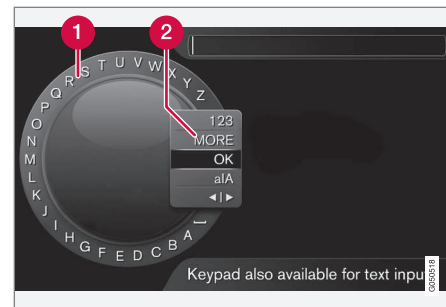 1
2
A B C D E F G H I J K L M N O P Q R S T U V W X Y Z
123
MORE
OK
a|A
◄|►
Keypad also available for text inpu
G050518